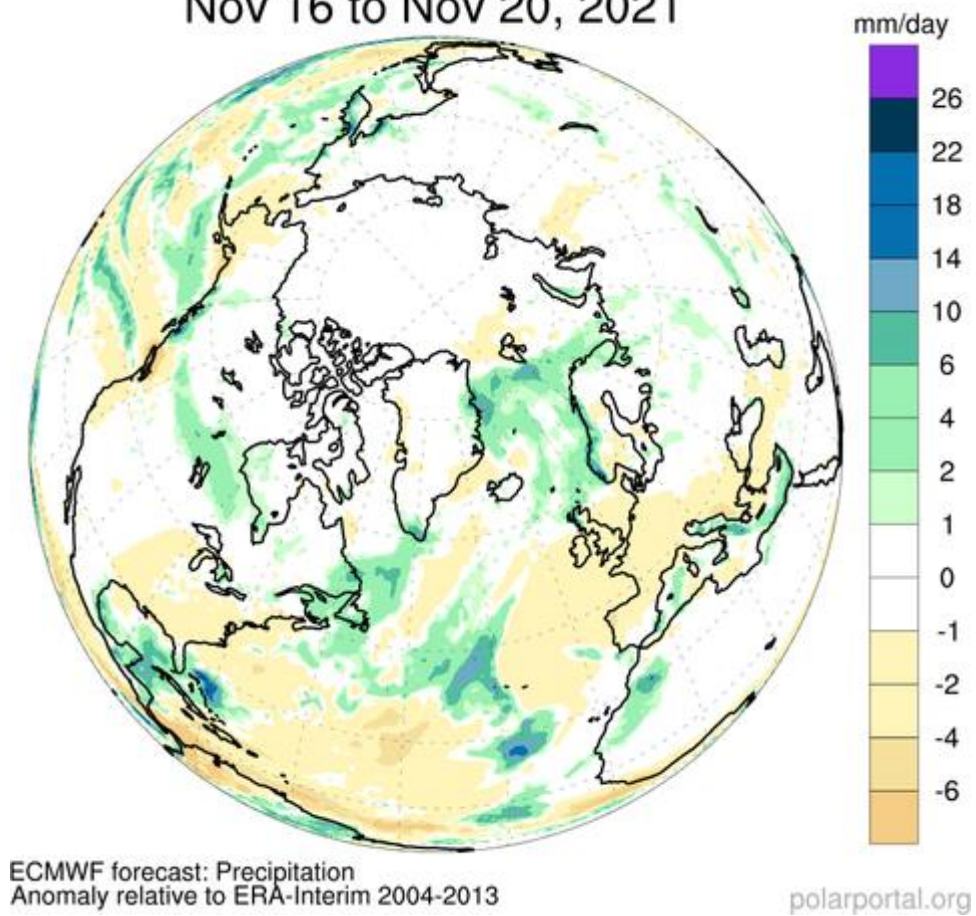 Nov 16 to Nov 20, 2021
mm/day
26
22
18
14
10
6
4
2
1
0
-1
-2
-4
-6
ECMWF forecast: Precipitation
Anomaly relative to ERA-Interim 2004-2013
polarportal.org